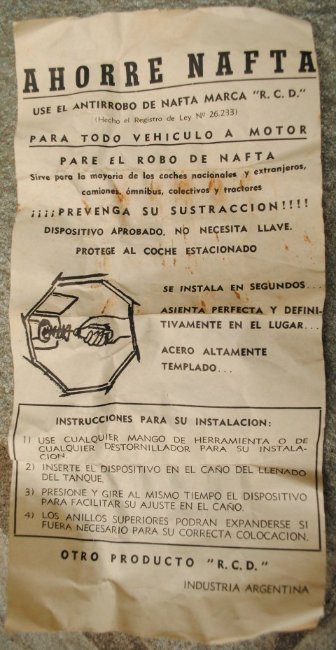 AHORRE NAFTA
USE EL ANTIRROBO DE NAFTA MARCA "R. C. D."
(Hecho el Registro de Ley Nº 26.233)
PARA TODO VEHICULO A MOTOR
PARE EL ROBO DE NAFTA
Sirve para la mayoria de los coches nacionales y extranjeros,
camiones, ómnibus, colectivos y tractores
¡¡¡¡PREVENGA SU SUSTRACCION!!!!
DISPOSITIVO APROBADO, NO NECESITA LLAVE.
PROTEGE AL COCHE ESTACIONADO
SE INSTALA EN SEGUNDOS...
ASIENTA PERFECTA Y DEFINI-
TIVAMENTE EN EL LUGAR...
ACERO ALTAMENTE
TEMPLADO...
INSTRUCCIONES PARA SU INSTALACION:
1) USE CUALQUIER MANGO DE HERRAMIENTA O DE
CUALQUIER DESTORNILLADOR PARA SU INSTALA-
CION.
2) INSERTE EL DISPOSITIVO EN EL CAÑO DEL LLENADO
DEL TANQUE.
3) PRESIONE Y GIRE AL MISMO TIEMPO EL DISPOSITIVO
PARA FACILITAR SU AJUSTE EN EL CAÑO.
4) LOS ANILLOS SUPERIORES PODRAN EXPANDERSE SI
FUERA NECESARIO PARA SU CORRECTA COLOCACION.
OTRO PRODUCTO "R.C.D."
INDUSTRIA ARGENTINA